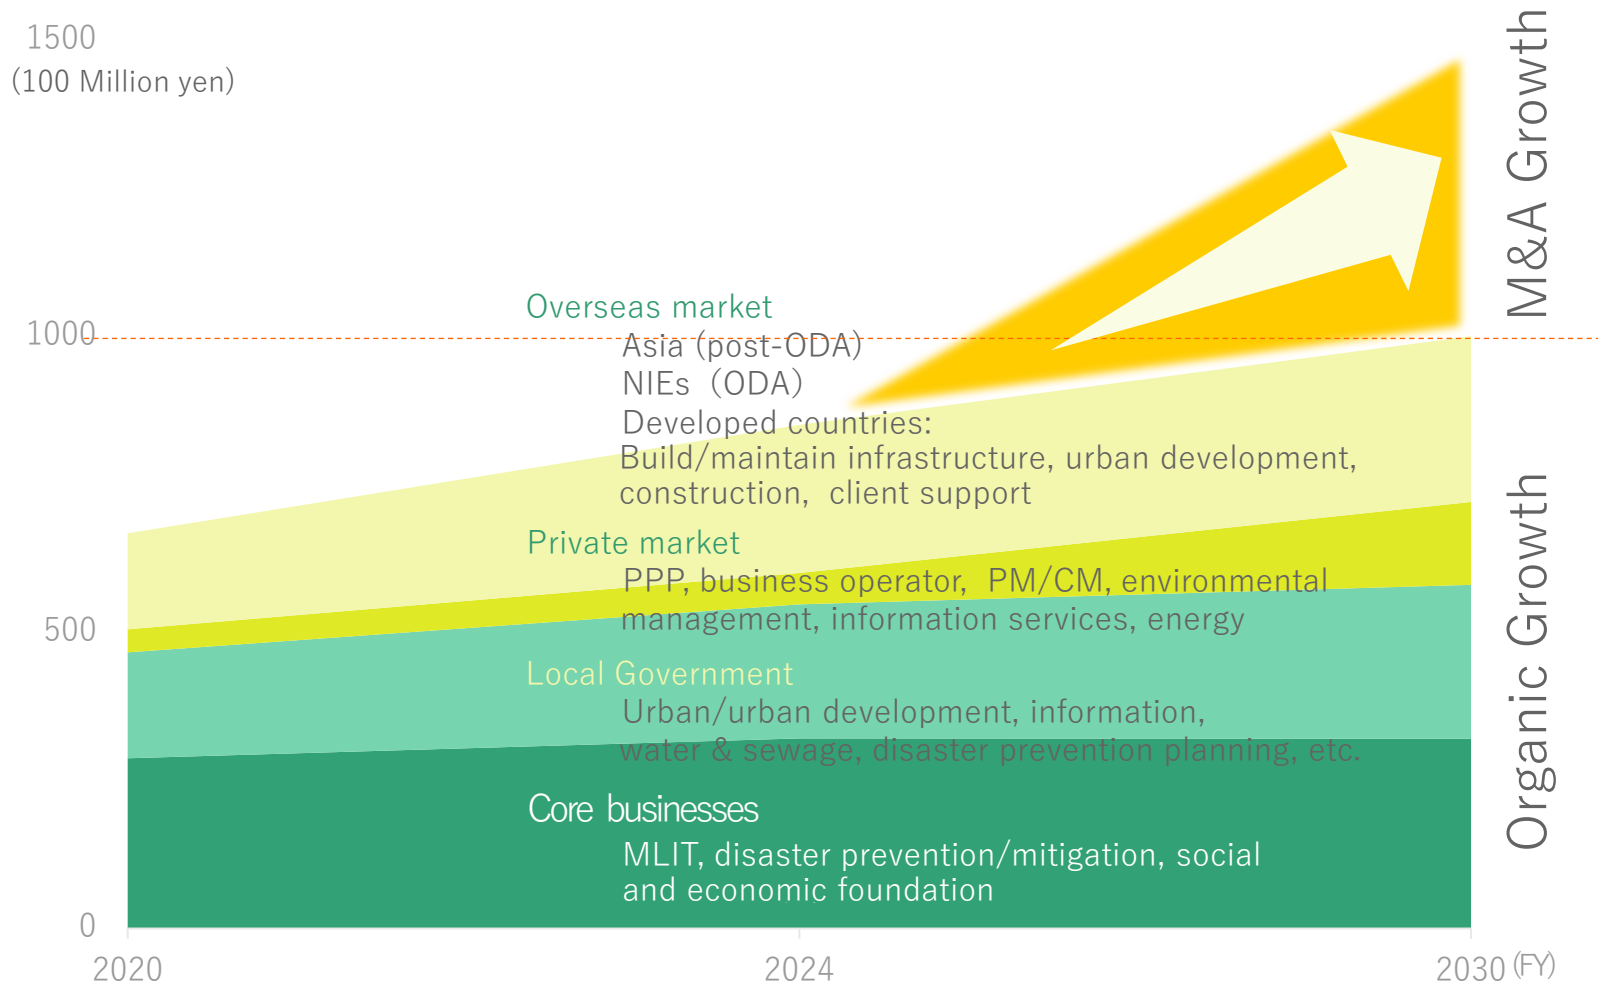 1500
(100 Million yen)
1000
500
0
Overseas market
Asia (post-ODA)
NIEs (ODA)
Developed countries:
Build/maintain infrastructure, urban development,
construction, client support
Private market
PPP, business operator, PM/CM, environmental
management, information services, energy
Local Government
Urban/urban development, information,
water & sewage, disaster prevention planning, etc.
Core businesses
MLIT, disaster prevention/mitigation, social
and economic foundation
M&A Growth
Organic Growth
2020
2024
2030 (FY)